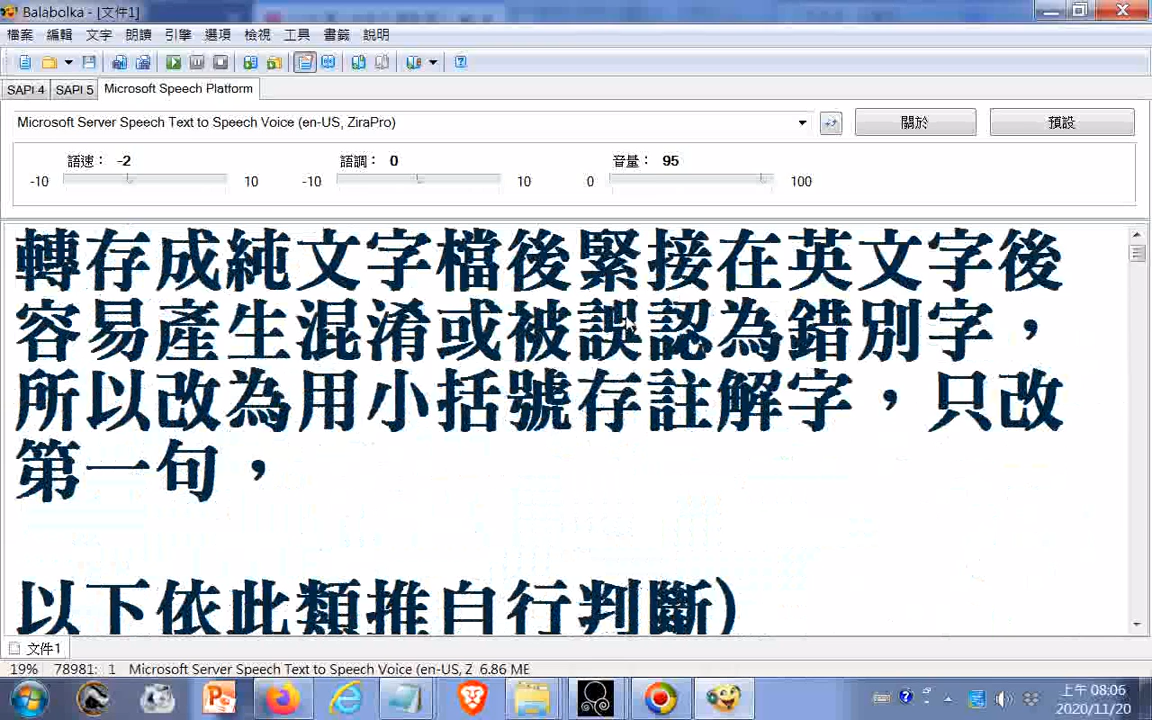 Balabolka - [文件1]
檔案 編輯 文字 朗讀 引擎 選項 檢視 工具 書籤 說明
SAPI 4 SAPI 5 Microsoft Speech Platform
Microsoft Server Speech Text to Speech Voice (en-US, ZiraPro) 關於 預設
語速： -2 語調： 0 音量： 95
-10 10 -10 10 0 100
轉存成純文字檔後緊接在英文字後
容易產生混淆或被誤認為錯別字，
所以改為用小括號存註解字，只改
第一句，
以下依此類推自行判斷)
文件1
19% 78981: 1 Microsoft Server Speech Text to Speech Voice (en-US, Z 6.86 ME
上午 08:06
2020/11/20